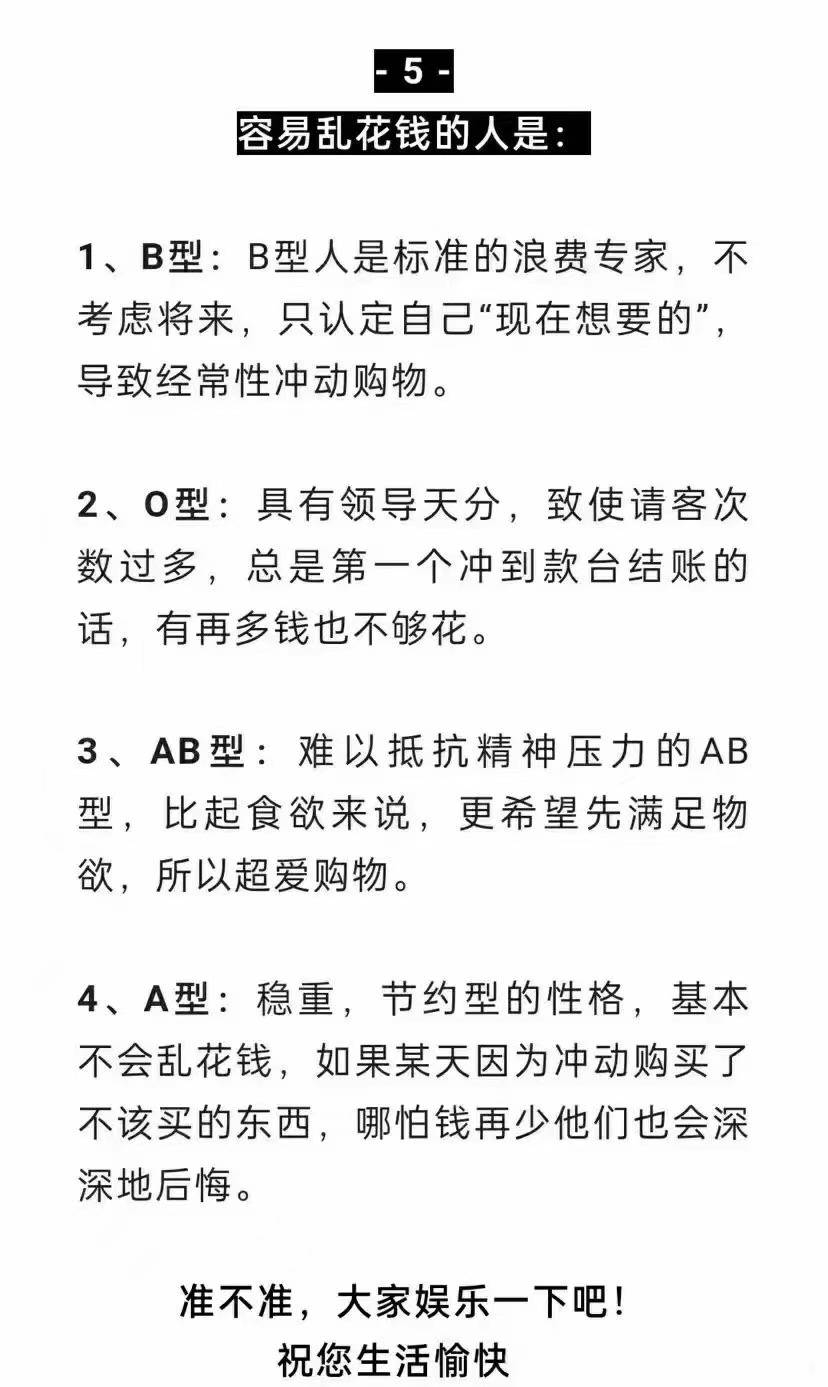 - 5 -
容易乱花钱的人是：
1、B型：B型人是标准的浪费专家，不
考虑将来，只认定自己“现在想要的”，
导致经常性冲动购物。
2、O型：具有领导天分，致使请客次
数过多，总是第一个冲到款台结账的
话，有再多钱也不够花。
3、AB型：难以抵抗精神压力的AB
型，比起食欲来说，更希望先满足物
欲，所以超爱购物。
4、A型：稳重，节约型的性格，基本
不会乱花钱，如果某天因为冲动购买了
不该买的东西，哪怕钱再少他们也会深
深地后悔。
准不准，大家娱乐一下吧！
祝您生活愉快